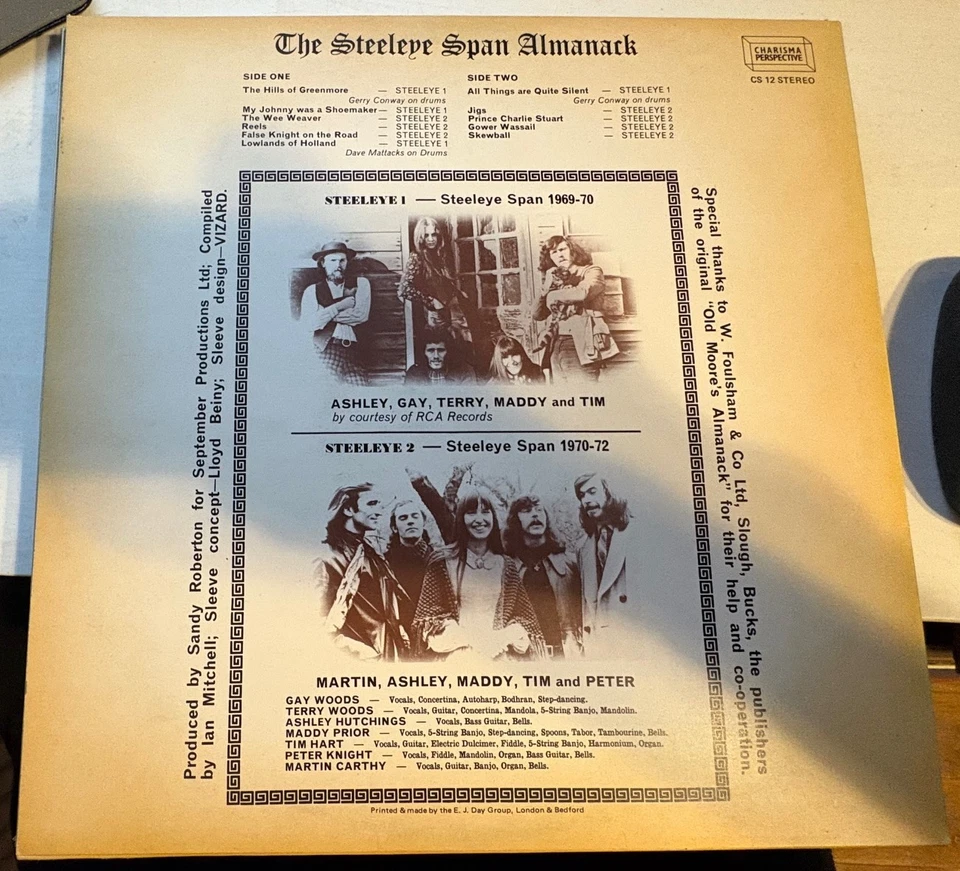 The Steeleye Span Almanack
CHARISMA
PERSPECTIVE
CS 12 STEREO
SIDE ONE
The Hills of Greenmore — STEELEYE 1
Gerry Conway on drums
My Johnny was a Shoemaker — STEELEYE 1
The Wee Weaver — STEELEYE 2
Reels — STEELEYE 2
False Knight on the Road — STEELEYE 2
Lowlands of Holland — STEELEYE 1
Dave Mattacks on Drums
SIDE TWO
All Things are Quite Silent — STEELEYE 1
Gerry Conway on drums
Jigs — STEELEYE 2
Prince Charlie Stuart — STEELEYE 2
Gower Wassail — STEELEYE 2
Skewball — STEELEYE 2
Produced by Sandy Roberton for September Productions Ltd; Compiled
by Ian Mitchell; Sleeve concept—Lloyd Beiny; Sleeve design—VIZARD.
STEELEYE 1 — Steeleye Span 1969-70
ASHLEY, GAY, TERRY, MADDY and TIM
by courtesy of RCA Records
STEELEYE 2 — Steeleye Span 1970-72
MARTIN, ASHLEY, MADDY, TIM and PETER
GAY WOODS — Vocals, Concertina, Autoharp, Bodhran, Step-dancing.
TERRY WOODS — Vocals, Guitar, Concertina, Mandola, 5-String Banjo, Mandolin.
ASHLEY HUTCHINGS — Vocals, Bass Guitar, Bells.
MADDY PRIOR — Vocals, 5-String Banjo, Step-dancing, Spoons, Tabor, Tambourine, Bells.
TIM HART — Vocals, Guitar, Electric Dulcimer, Fiddle, 5-String Banjo, Harmonium, Organ.
PETER KNIGHT — Vocals, Fiddle, Mandolin, Organ, Bass Guitar, Bells.
MARTIN CARTHY — Vocals, Guitar, Banjo, Organ, Bells.
Special thanks to W. Foulsham & Co Ltd, Slough, Bucks, the publishers
of the original "Old Moore's Almanack" for their help and co-operation.
Printed & made by the E. J. Day Group, London & Bedford